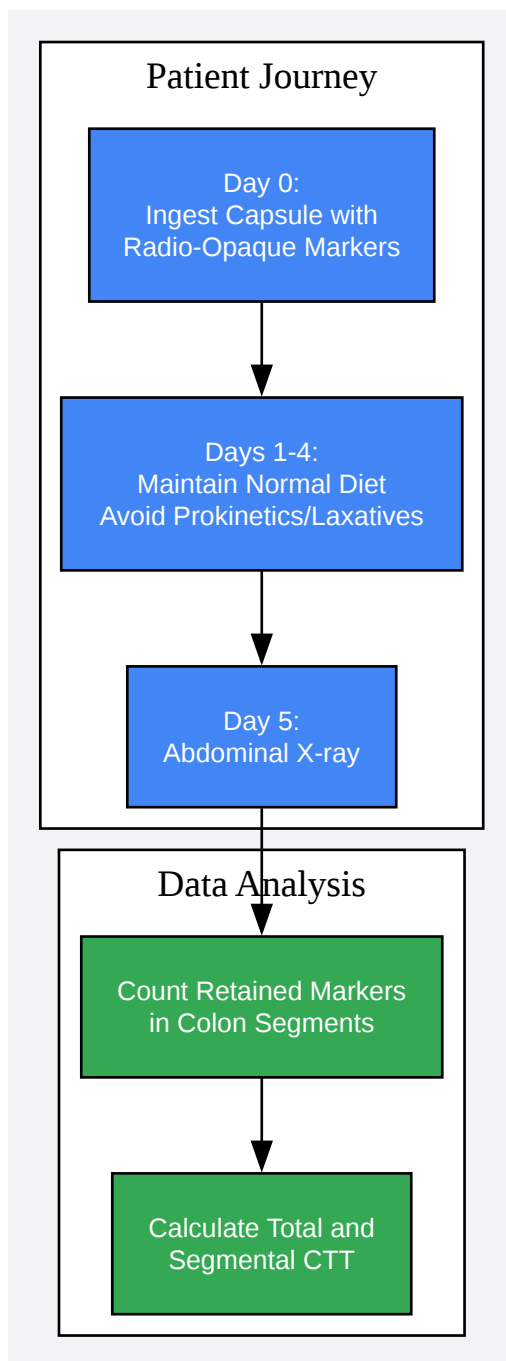 Patient Journey
Day 0:
Ingest Capsule with
Radio-Opaque Markers
Days 1-4:
Maintain Normal Diet
Avoid Prokinetics/Laxatives
Day 5:
Abdominal X-ray
Data Analysis
Count Retained Markers
in Colon Segments
Calculate Total and
Segmental CTT